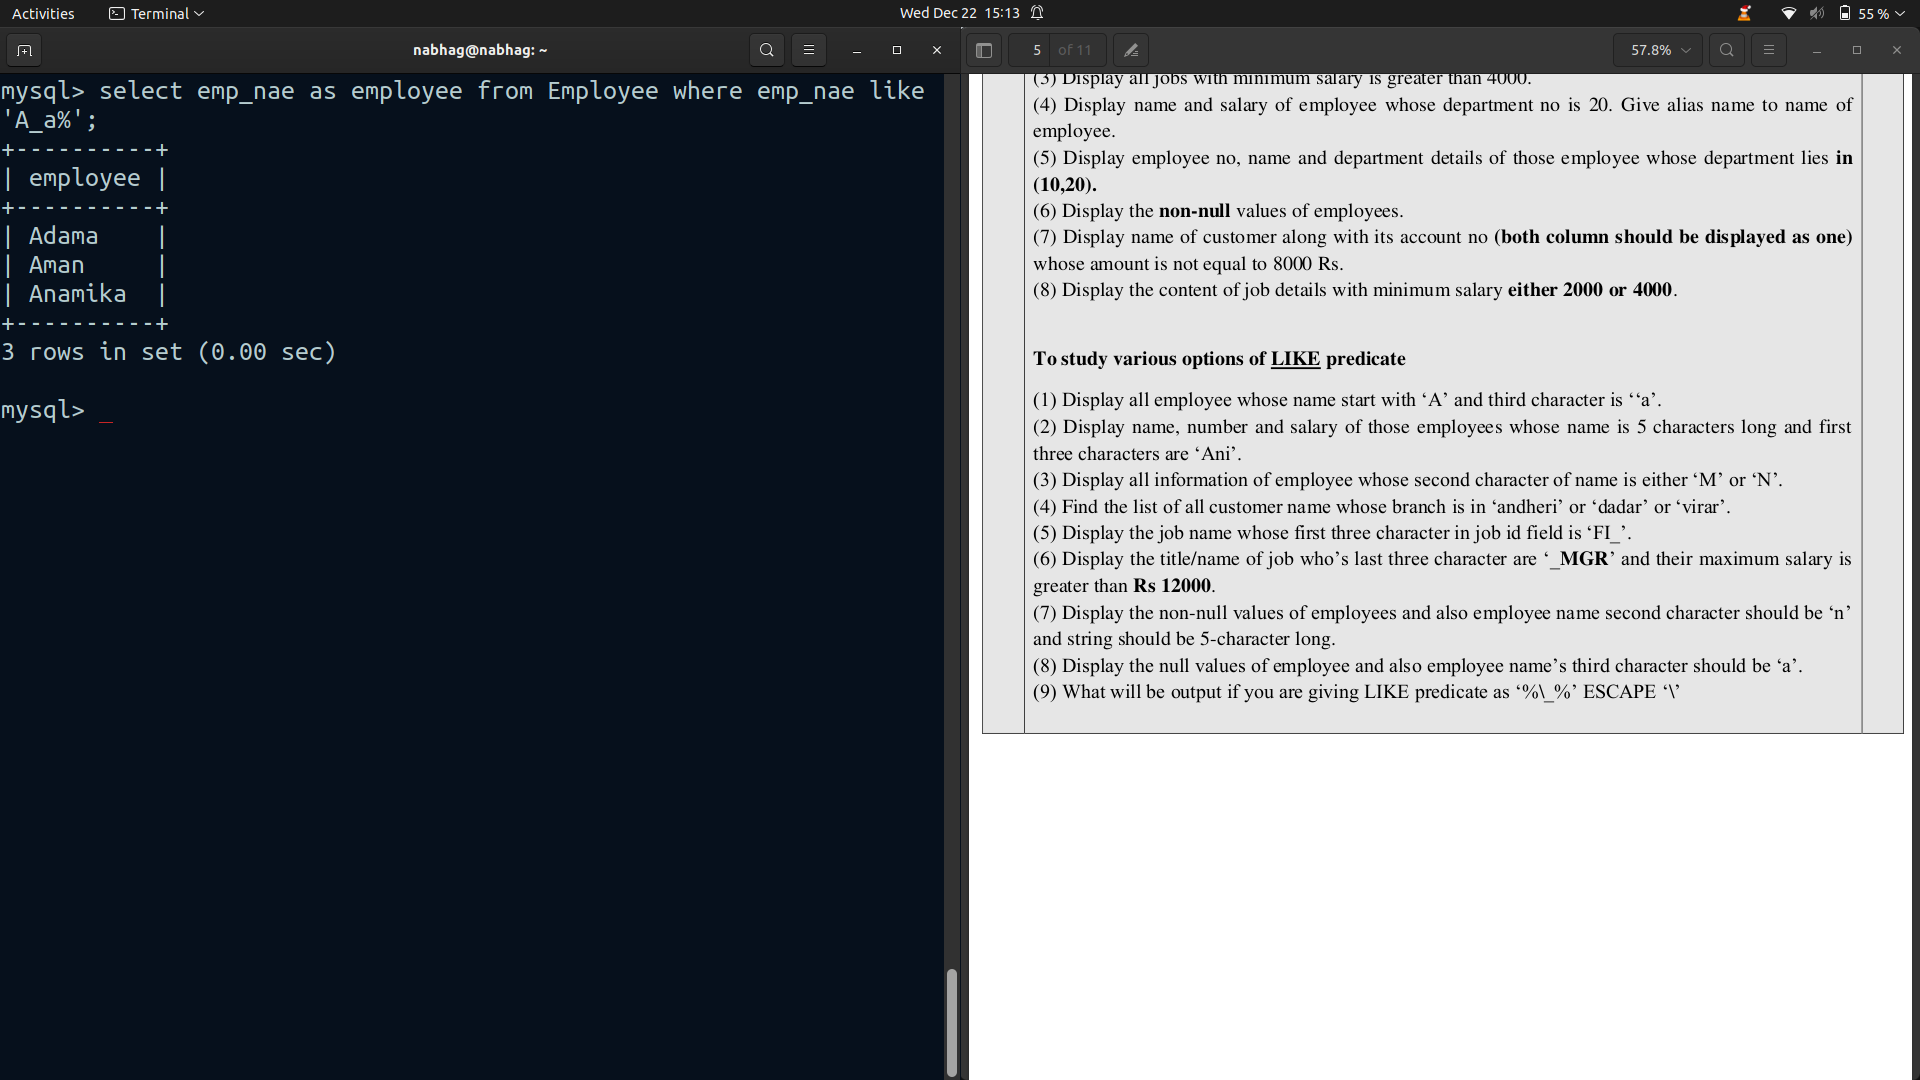 Activities Terminal Wed Dec 22 15:13 55 %
nabhag@nabhag: ~
mysql> select emp_nae as employee from Employee where emp_nae like
'A_a%';
+----------+
| employee |
+----------+
| Adama    |
| Aman     |
| Anamika  |
+----------+
3 rows in set (0.00 sec)
mysql> _
5 of 11 57.8%
(3) Display all jobs with minimum salary is greater than 4000.
(4) Display name and salary of employee whose department no is 20. Give alias name to name of
employee.
(5) Display employee no, name and department details of those employee whose department lies in
(10,20).
(6) Display the non-null values of employees.
(7) Display name of customer along with its account no (both column should be displayed as one)
whose amount is not equal to 8000 Rs.
(8) Display the content of job details with minimum salary either 2000 or 4000.
To study various options of LIKE predicate
(1) Display all employee whose name start with ‘A’ and third character is ‘‘a’.
(2) Display name, number and salary of those employees whose name is 5 characters long and first
three characters are ‘Ani’.
(3) Display all information of employee whose second character of name is either ‘M’ or ‘N’.
(4) Find the list of all customer name whose branch is in ‘andheri’ or ‘dadar’ or ‘virar’.
(5) Display the job name whose first three character in job id field is ‘FI_’.
(6) Display the title/name of job who’s last three character are ‘_MGR’ and their maximum salary is
greater than Rs 12000.
(7) Display the non-null values of employees and also employee name second character should be ‘n’
and string should be 5-character long.
(8) Display the null values of employee and also employee name’s third character should be ‘a’.
(9) What will be output if you are giving LIKE predicate as ‘%\_%’ ESCAPE ‘\’